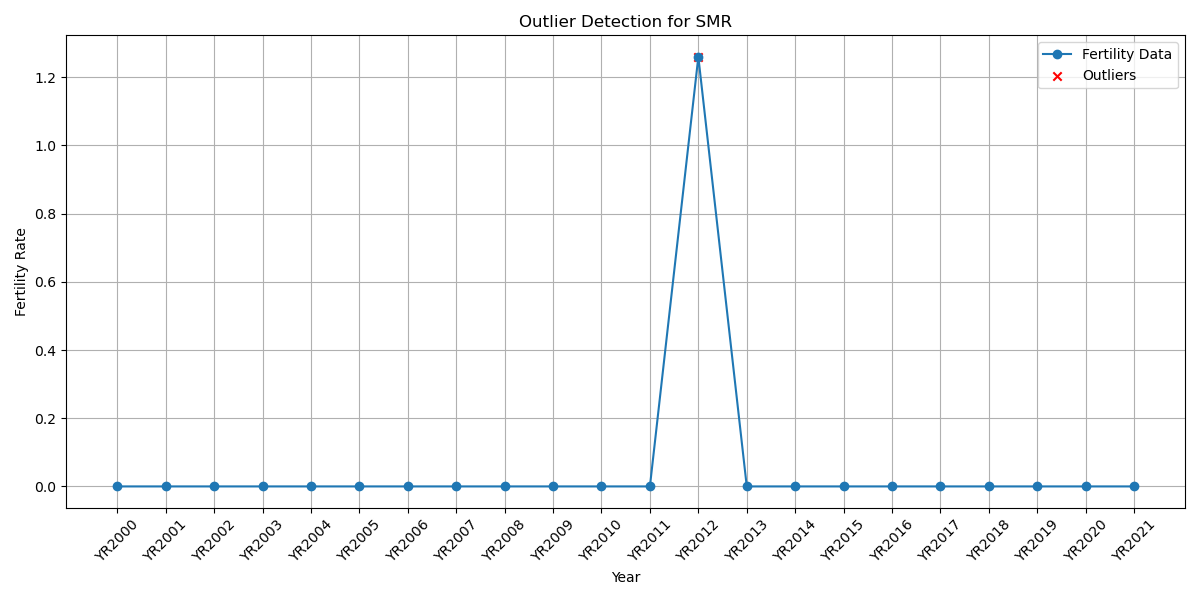 Outlier Detection for SMR
Fertility Data
Outliers
Fertility Rate
1.2
1.0
0.8
0.6
0.4
0.2
0.0
YR2000 YR2001 YR2002 YR2003 YR2004 YR2005 YR2006 YR2007 YR2008 YR2009 YR2010 YR2011 YR2012 YR2013 YR2014 YR2015 YR2016 YR2017 YR2018 YR2019 YR2020 YR2021
Year